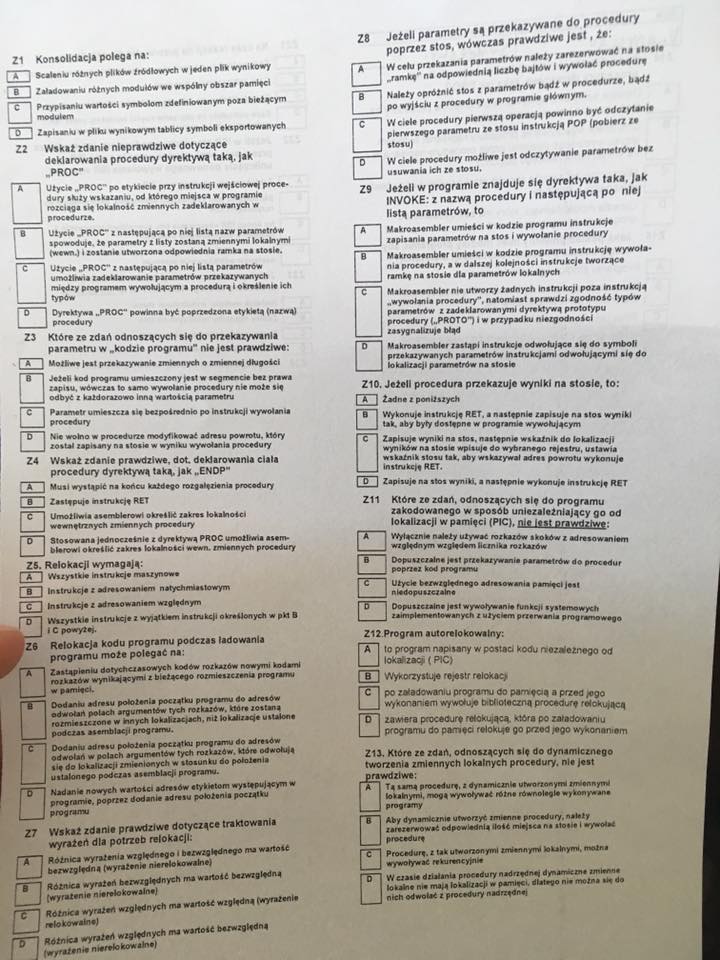 Z1 Konsolidacja polega na:
A Scaleniu różnych plików źródłowych w jeden plik wynikowy
B Załadowaniu różnych modułów we wspólny obszar pamięci
C Przypisaniu wartości symbolom zdefiniowanym poza bieżącym
modułem
D Zapisaniu w pliku wynikowym tablicy symboli eksportowanych
Z2 Wskaż zdanie nieprawdziwe dotyczące
deklarowania procedury dyrektywą taką, jak
„PROC”
A Użycie „PROC” po etykiecie przy instrukcji wejściowej proce-
dury służy wskazaniu, od którego miejsca w programie
rozciąga się lokalność zmiennych zadeklarowanych w
procedurze.
B Użycie „PROC” z następującą po niej listą nazw parametrów
spowoduje, że parametry z listy zostaną zmiennymi lokalnymi
(wewn.) i zostanie utworzona odpowiednia ramka na stosie.
C Użycie „PROC” z następującą po niej listą parametrów
umożliwia zadeklarowanie parametrów przekazywanych
między programem wywołującym a procedurą i określenie ich
typów
D Dyrektywa „PROC” powinna być poprzedzona etykietą (nazwą)
procedury
Z3 Które ze zdań odnoszących się do przekazywania
parametru w „kodzie programu” nie jest prawdziwe:
A Możliwe jest przekazywanie zmiennych o zmiennej długości
B Jeżeli kod programu umieszczony jest w segmencie bez prawa
zapisu, wówczas to samo wywołanie procedury nie może się
odbyć z każdorazowo inną wartością parametru
C Parametr umieszcza się bezpośrednio po instrukcji wywołania
procedury
D Nie wolno w procedurze modyfikować adresu powrotu, który
został zapisany na stosie w wyniku wywołania procedury
Z4 Wskaż zdanie prawdziwe, dot. deklarowania ciała
procedury dyrektywą taką, jak „ENDP”
A Musi wystąpić na końcu każdego rozgałęzienia procedury
B Zastępuje instrukcję RET
C Umożliwia asemblerowi określić zakres lokalności
wewnętrznych zmiennych procedury
D Stosowana jednocześnie z dyrektywą PROC umożliwia asem-
blerowi określić zakres lokalności wewn. zmiennych procedury
Z5. Relokacji wymagają:
A Wszystkie instrukcje maszynowe
B Instrukcje z adresowaniem natychmiastowym
C Instrukcje z adresowaniem względnym
D Wszystkie instrukcje z wyjątkiem instrukcji określonych w pkt B
i C powyżej.
Z6 Relokacja kodu programu podczas ładowania
programu może polegać na:
A Zastąpieniu dotychczasowych kodów rozkazów nowymi kodami
rozkazów wynikającymi z bieżącego rozmieszczenia programu
w pamięci.
B Dodaniu adresu położenia początku programu do adresów
odwołań polach argumentów tych rozkazów, które zostaną
rozmieszczone w innych lokalizacjach, niż lokalizacje ustalone
podczas asemblacji programu.
C Dodaniu adresu położenia początku programu do adresów
odwołań w polach argumentów tych rozkazów, które odwołują
się do lokalizacji zmienionych w stosunku do położenia
ustalonego podczas asemblacji programu.
D Nadanie nowych wartości adresów etykietom występującym w
programie, poprzez dodanie adresu położenia początku
programu
Z7 Wskaż zdanie prawdziwe dotyczące traktowania
wyrażeń dla potrzeb relokacji:
A Różnica wyrażenia względnego i bezwzględnego ma wartość
bezwzględną (wyrażenie nierelokowalne)
B Różnica wyrażeń bezwzględnych ma wartość bezwzględną
(wyrażenie nierelokowalne)
C Różnica wyrażeń względnych ma wartość względną (wyrażenie
relokowalne)
D Różnica wyrażeń względnych ma wartość bezwzględną
(wyrażenie nierelokowalne)
Z8 Jeżeli parametry są przekazywane do procedury
poprzez stos, wówczas prawdziwe jest , że:
A W celu przekazania parametrów należy zarezerwować na stosie
„ramkę” na odpowiednią liczbę bajtów i wywołać procedurę
B Należy opróżnić stos z parametrów bądź w procedurze, bądź
po wyjściu z procedury w programie głównym.
C W ciele procedury pierwszą operacją powinno być odczytanie
pierwszego parametru ze stosu instrukcją POP (pobierz ze
stosu)
D W ciele procedury możliwe jest odczytywanie parametrów bez
usuwania ich ze stosu.
Z9 Jeżeli w programie znajduje się dyrektywa taka, jak
INVOKE: z nazwą procedury i następującą po niej
listą parametrów, to
A Makroasembler umieści w kodzie programu instrukcje
zapisania parametrów na stos i wywołanie procedury
B Makroasembler umieści w kodzie programu instrukcję wywoła-
nia procedury, a w dalszej kolejności instrukcje tworzące
ramkę na stosie dla parametrów lokalnych
C Makroasembler nie utworzy żadnych instrukcji poza instrukcją
„wywołania procedury”, natomiast sprawdzi zgodność typów
parametrów z zadeklarowanymi dyrektywą prototypu
procedury („PROTO”) i w przypadku niezgodności
zasygnalizuje błąd
D Makroasembler zastąpi instrukcje odwołujące się do symboli
przekazywanych parametrów instrukcjami odwołującymi się do
lokalizacji parametrów na stosie
Z10. Jeżeli procedura przekazuje wyniki na stosie, to:
A Żadne z poniższych
B Wykonuje instrukcję RET, a następnie zapisuje na stos wyniki
tak, aby były dostępne w programie wywołującym
C Zapisuje wyniki na stos, następnie wskaźnik do lokalizacji
wyników na stosie wpisuje do wybranego rejestru, ustawia
wskaźnik stosu tak, aby wskazywał adres powrotu wykonuje
instrukcję RET.
D Zapisuje na stos wyniki, a następnie wykonuje instrukcję RET
Z11 Które ze zdań, odnoszących się do programu
zakodowanego w sposób uniezależniający go od
lokalizacji w pamięci (PIC), nie jest prawdziwe:
A Wyłącznie należy używać rozkazów skoków z adresowaniem
względnym względem licznika rozkazów
B Dopuszczalne jest przekazywanie parametrów do procedur
poprzez kod programu
C Użycie bezwzględnego adresowania pamięci jest
niedopuszczalne
D Dopuszczalne jest wywoływanie funkcji systemowych
zaimplementowanych z użyciem przerwania programowego
Z12.Program autorelokowalny:
A to program napisany w postaci kodu niezależnego od
lokalizacji ( PIC)
B Wykorzystuje rejestr relokacji
C po załadowaniu programu do pamięcią a przed jego
wykonaniem wywołuje biblioteczną procedurę relokującą
D zawiera procedurę relokującą, która po załadowaniu
programu do pamięci relokuje go przed jego wykonaniem
Z13. Które ze zdań, odnoszących się do dynamicznego
tworzenia zmiennych lokalnych procedury, nie jest
prawdziwe:
A Tą samą procedurę, z dynamicznie utworzonymi zmiennymi
lokalnymi, mogą wywoływać różne równolegle wykonywane
programy
B Aby dynamicznie utworzyć zmienne procedury, należy
zarezerwować odpowiednią ilość miejsca na stosie i wywołać
procedurę
C Procedurę, z tak utworzonymi zmiennymi lokalnymi, można
wywoływać rekurencyjnie
D W czasie działania procedury nadrzędnej dynamiczne zmienne
lokalne nie mają lokalizacji w pamięci, dlatego nie można się do
nich odwołać z procedury nadrzędnej